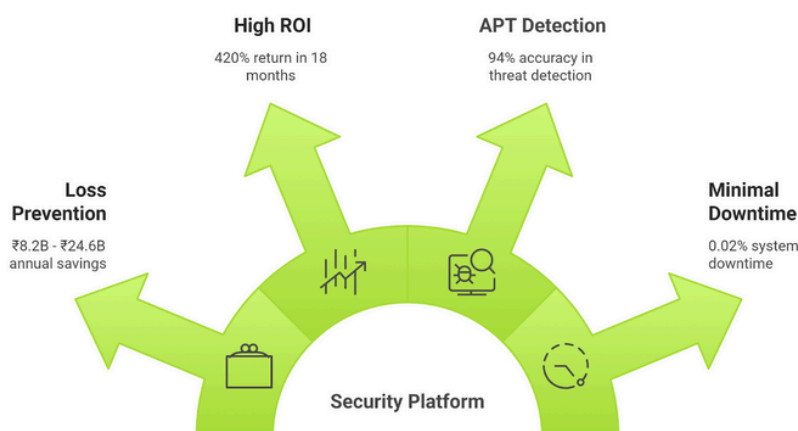 High ROI
420% return in 18
months
APT Detection
94% accuracy in
threat detection
Loss
Prevention
₹8.2B - ₹24.6B
annual savings
Minimal
Downtime
0.02% system
downtime
Security Platform